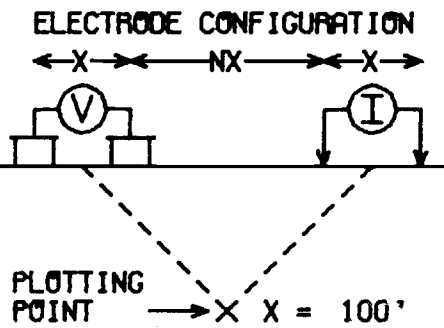 ELECTRODE CONFIGURATION
X NX X
V I
PLOTTING
POINT X X = 100'